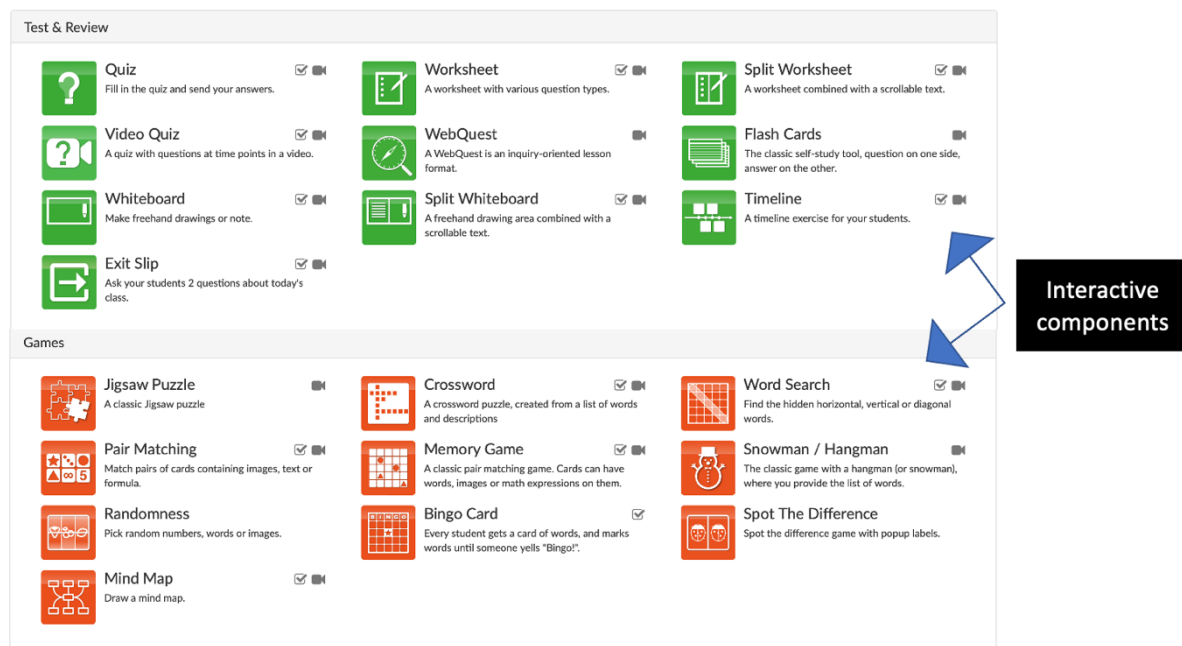 Test & Review
Quiz
Fill in the quiz and send your answers.
Worksheet
A worksheet with various question types.
Split Worksheet
A worksheet combined with a scrollable text.
Video Quiz
A quiz with questions at time points in a video.
WebQuest
A WebQuest is an inquiry-oriented lesson
format.
Flash Cards
The classic self-study tool, question on one side,
answer on the other.
Whiteboard
Make freehand drawings or note.
Split Whiteboard
A freehand drawing area combined with a
scrollable text.
Timeline
A timeline exercise for your students.
Exit Slip
Ask your students 2 questions about today's
class.
Interactive
components
Games
Jigsaw Puzzle
A classic Jigsaw puzzle
Crossword
A crossword puzzle, created from a list of words
and descriptions
Word Search
Find the hidden horizontal, vertical or diagonal
words.
Pair Matching
Match pairs of cards containing images, text or
formula.
Memory Game
A classic pair matching game. Cards can have
words, images or math expressions on them.
Snowman / Hangman
The classic game with a hangman (or snowman),
where you provide the list of words.
Randomness
Pick random numbers, words or images.
BINGO
Bingo Card
Every student gets a card of words, and marks
words until someone yells "Bingo!".
Spot The Difference
Spot the difference game with popup labels.
Mind Map
Draw a mind map.